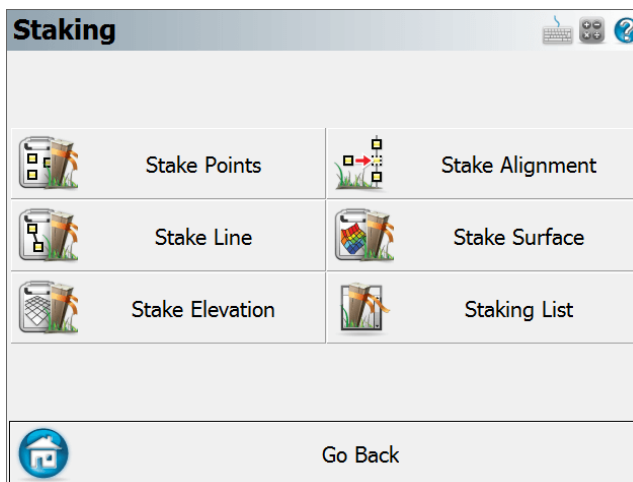 Staking
Stake Points
Stake Alignment
Stake Line
Stake Surface
Stake Elevation
Staking List
Go Back